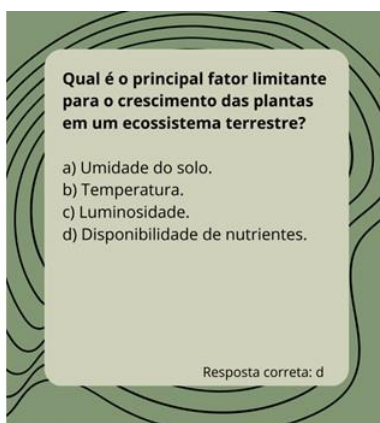 Qual é o principal fator limitante
para o crescimento das plantas
em um ecossistema terrestre?
a) Umidade do solo.
b) Temperatura.
c) Luminosidade.
d) Disponibilidade de nutrientes.
Resposta correta: d